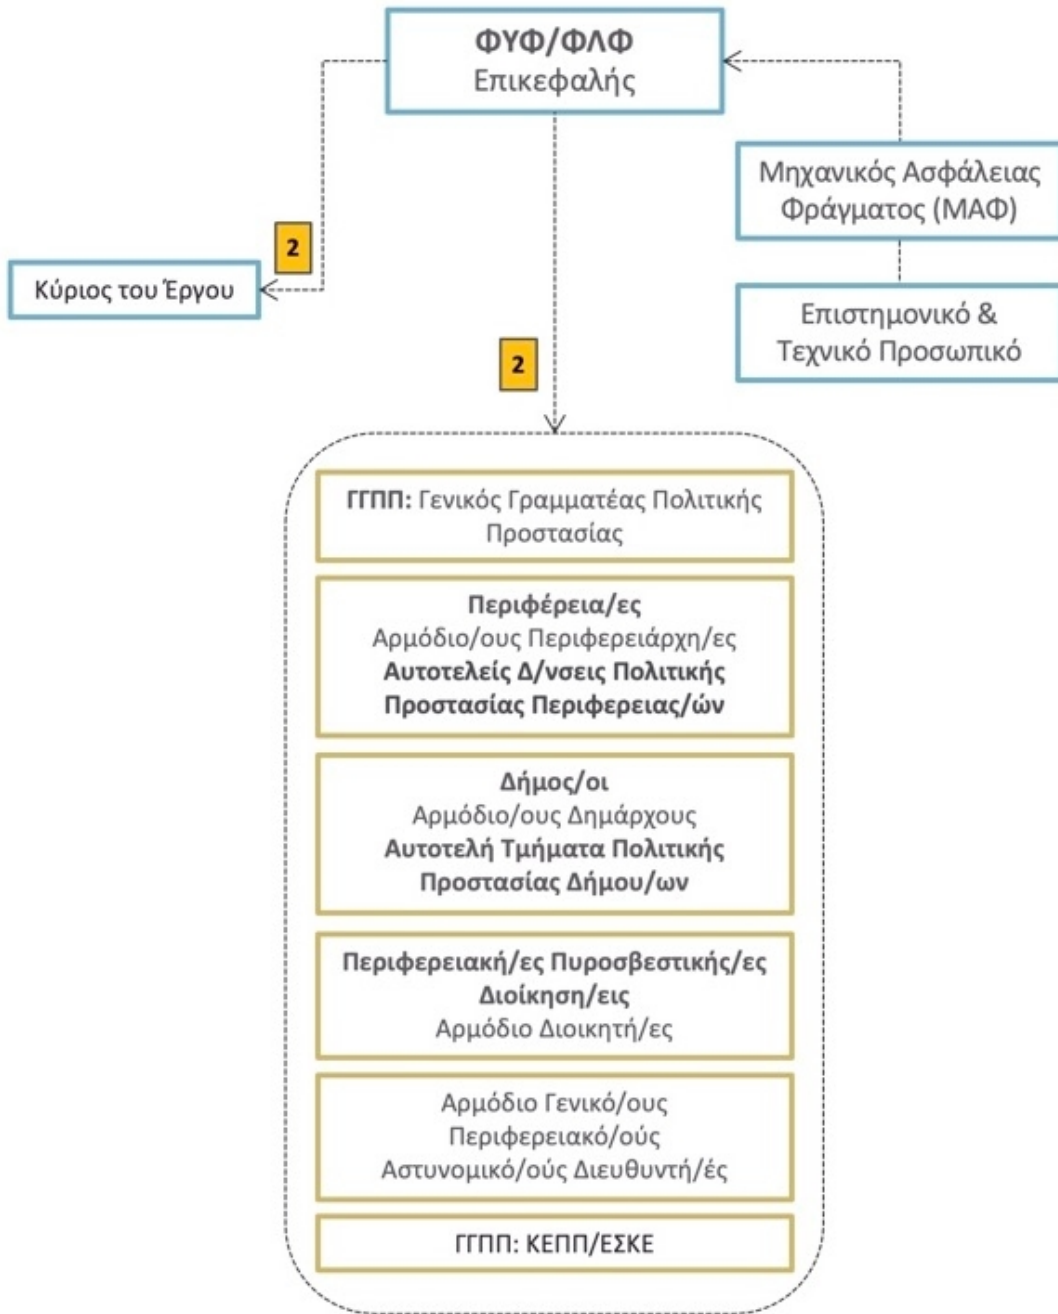 ΦΥΦ/ΦΛΦ
Επικεφαλής
Μηχανικός Ασφάλειας
Φράγματος (ΜΑΦ)
2
Κύριος του Έργου
Επιστημονικό &
Τεχνικό Προσωπικό
2
ΓΓΠΠ: Γενικός Γραμματέας Πολιτικής
Προστασίας
Περιφέρεια/ες
Αρμόδιο/ους Περιφερειάρχη/ες
Αυτοτελείς Δ/νσεις Πολιτικής
Προστασίας Περιφερειας/ών
Δήμος/οι
Αρμόδιο/ους Δημάρχους
Αυτοτελή Τμήματα Πολιτικής
Προστασίας Δήμου/ων
Περιφερειακή/ες Πυροσβεστικής/ες
Διοίκηση/εις
Αρμόδιο Διοικητή/ες
Αρμόδιο Γενικό/ους
Περιφερειακό/ούς
Αστυνομικό/ούς Διευθυντή/ές
ΓΓΠΠ: ΚΕΠΠ/ΕΣΚΕ